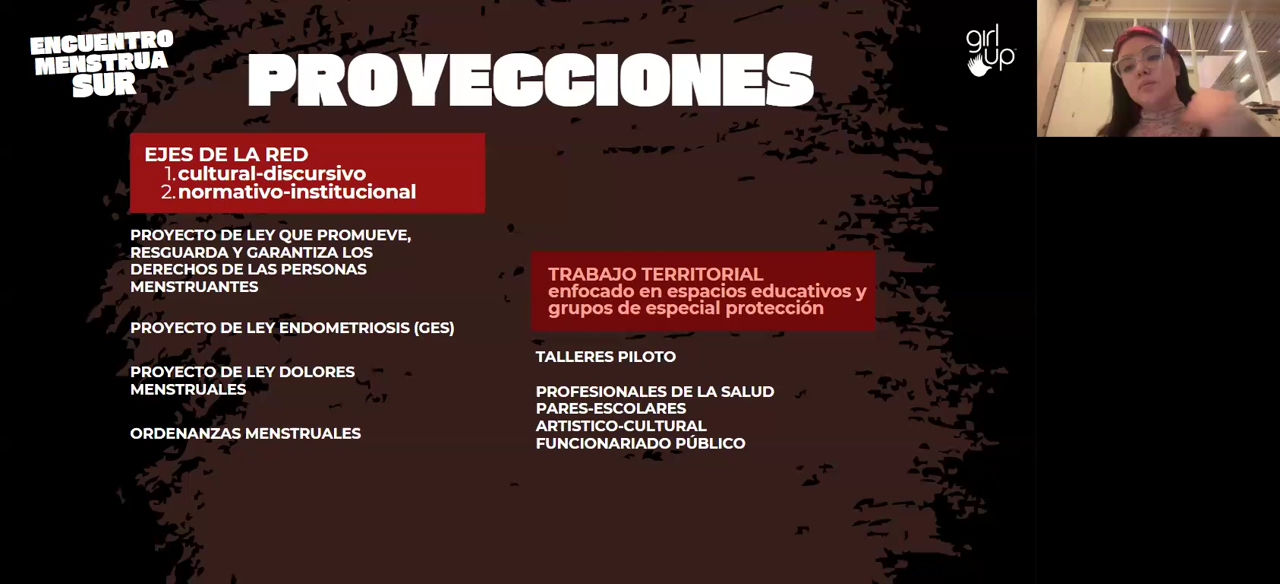 ENCUENTRO
MENSTRUA
SUR
PROYECCIONES
girl
up
EJES DE LA RED
1. cultural-discursivo
2. normativo-institucional
PROYECTO DE LEY QUE PROMUEVE,
RESGUARDA Y GARANTIZA LOS
DERECHOS DE LAS PERSONAS
MENSTRUANTES
PROYECTO DE LEY ENDOMETRIOSIS (GES)
PROYECTO DE LEY DOLORES
MENSTRUALES
ORDENANZAS MENSTRUALES
TRABAJO TERRITORIAL
enfocado en espacios educativos y
grupos de especial protección
TALLERES PILOTO
PROFESIONALES DE LA SALUD
PARES-ESCOLARES
ARTISTICO-CULTURAL
FUNCIONARIADO PÚBLICO